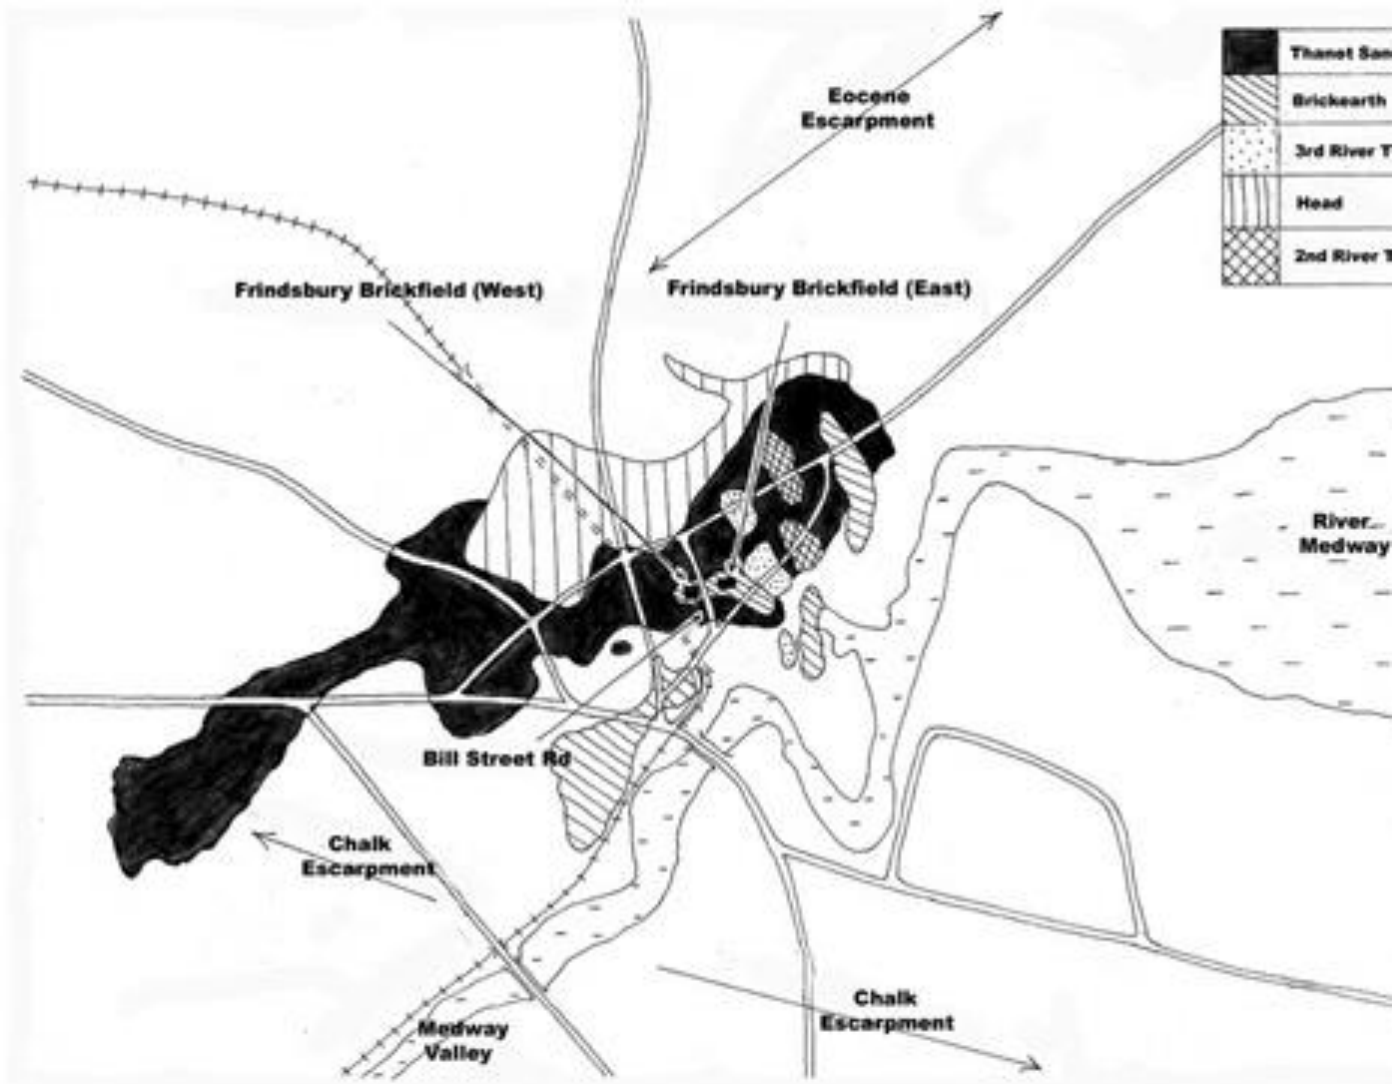 Eocene
Escarpment
Thanet San
Brickearth
3rd River T
Head
2nd River T
Frindsbury Brickfield (West)
Frindsbury Brickfield (East)
River
Medway
Bill Street Rd
Chalk
Escarpment
Chalk
Escarpment
Medway
Valley